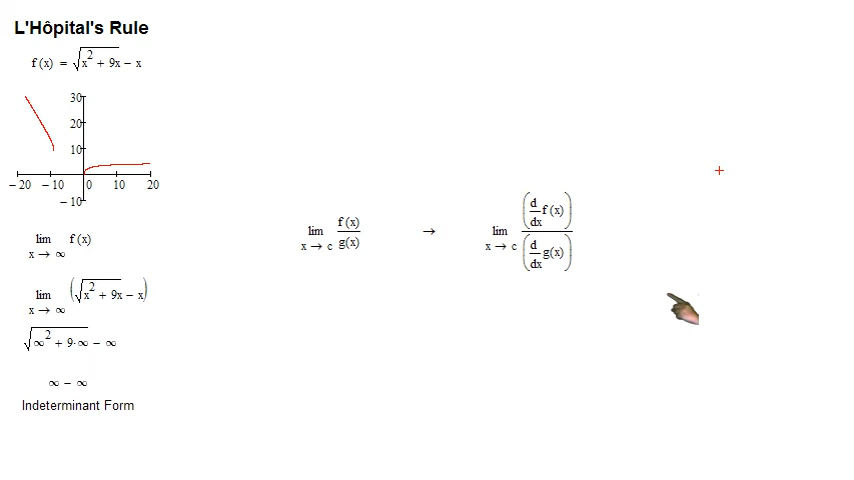 L'Hôpital's Rule
f(x) = √(x² + 9x) − x
30
20
10
−20 −10 0 10 20
−10
lim x → ∞ f(x)
lim x → ∞ (√(x² + 9x) − x)
√(∞² + 9·∞) − ∞
∞ − ∞
Indeterminant Form
lim x → c f(x)/g(x) → lim x → c (d/dx f(x))/(d/dx g(x))